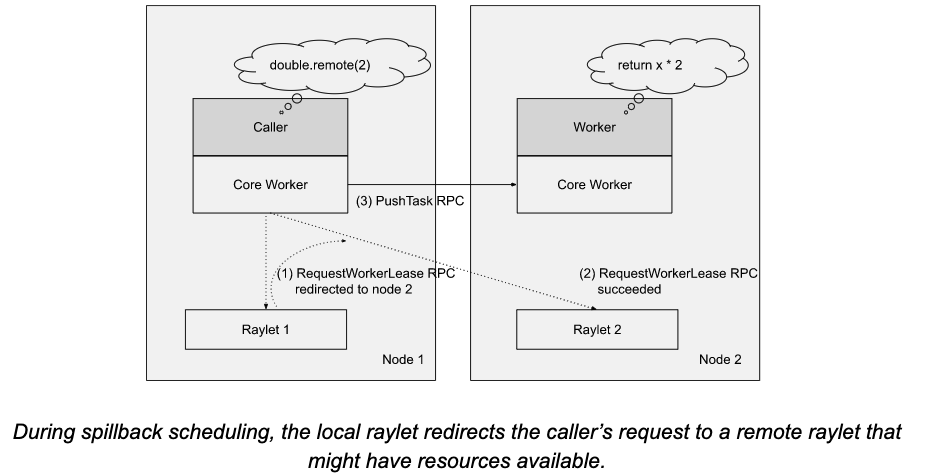 double.remote(2)
return x * 2
Caller
Worker
Core Worker
Core Worker
(3) PushTask RPC
(1) RequestWorkerLease RPC
redirected to node 2
(2) RequestWorkerLease RPC
succeeded
Raylet 1
Raylet 2
Node 1
Node 2
During spillback scheduling, the local raylet redirects the caller's request to a remote raylet that
might have resources available.